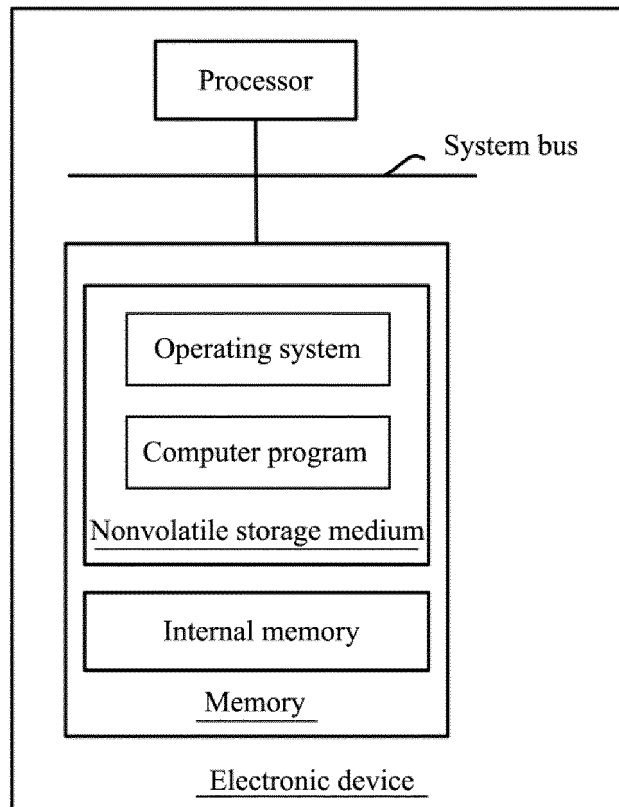 Processor
System bus
Operating system
Computer program
Nonvolatile storage medium
Internal memory
Memory
Electronic device